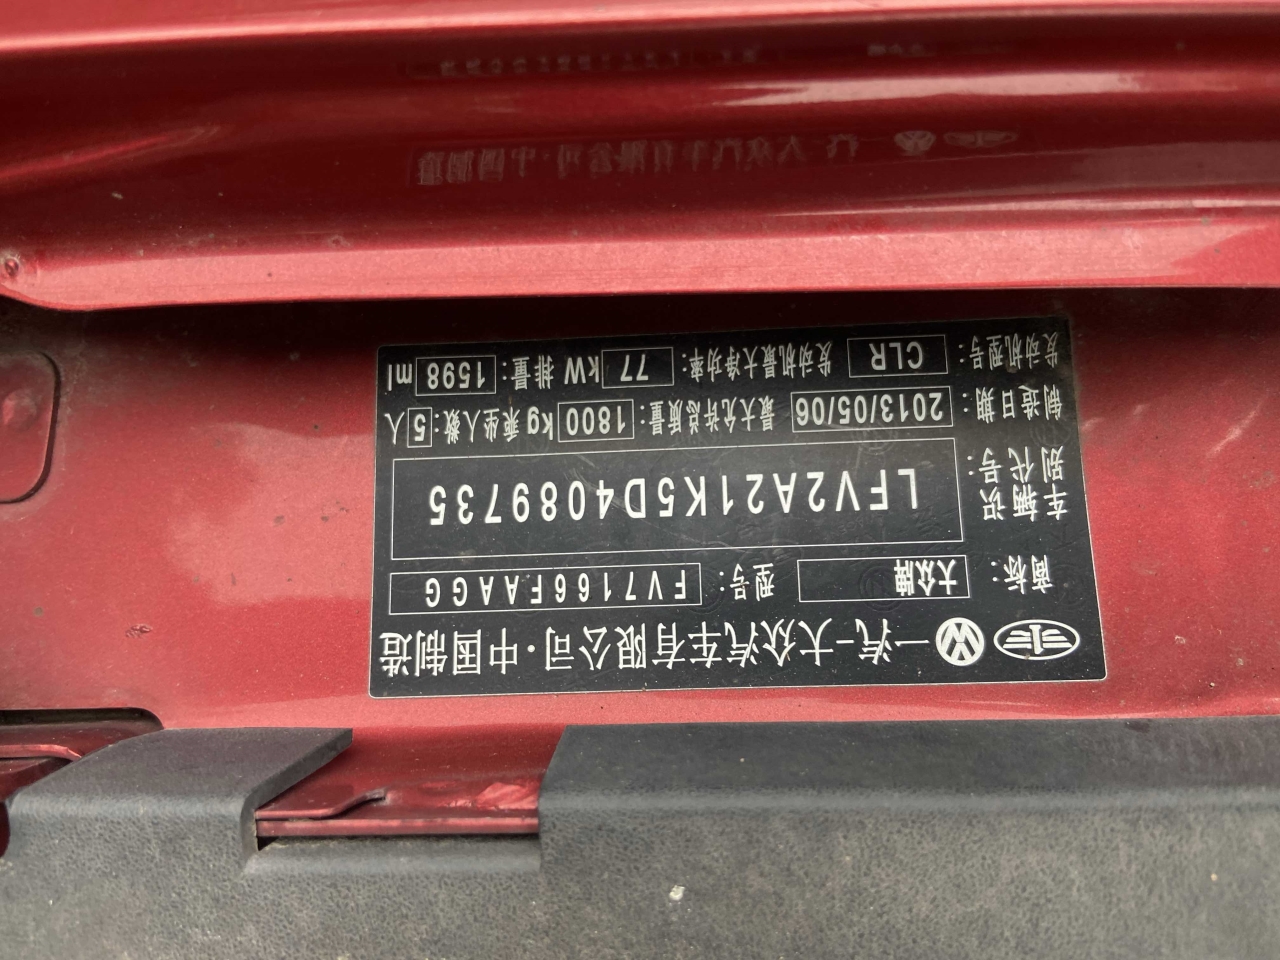 一汽-大众汽车有限公司·中国制造
商标: 大众牌 型号: FV7166FAAGG
车辆识别代号: LFV2A21K5D4089735
制造日期: 2013/05/06 最大允许总质量: 1800 kg 乘坐人数: 5 人
发动机型号: CLR 发动机最大净功率: 77 kW 排量: 1598 ml